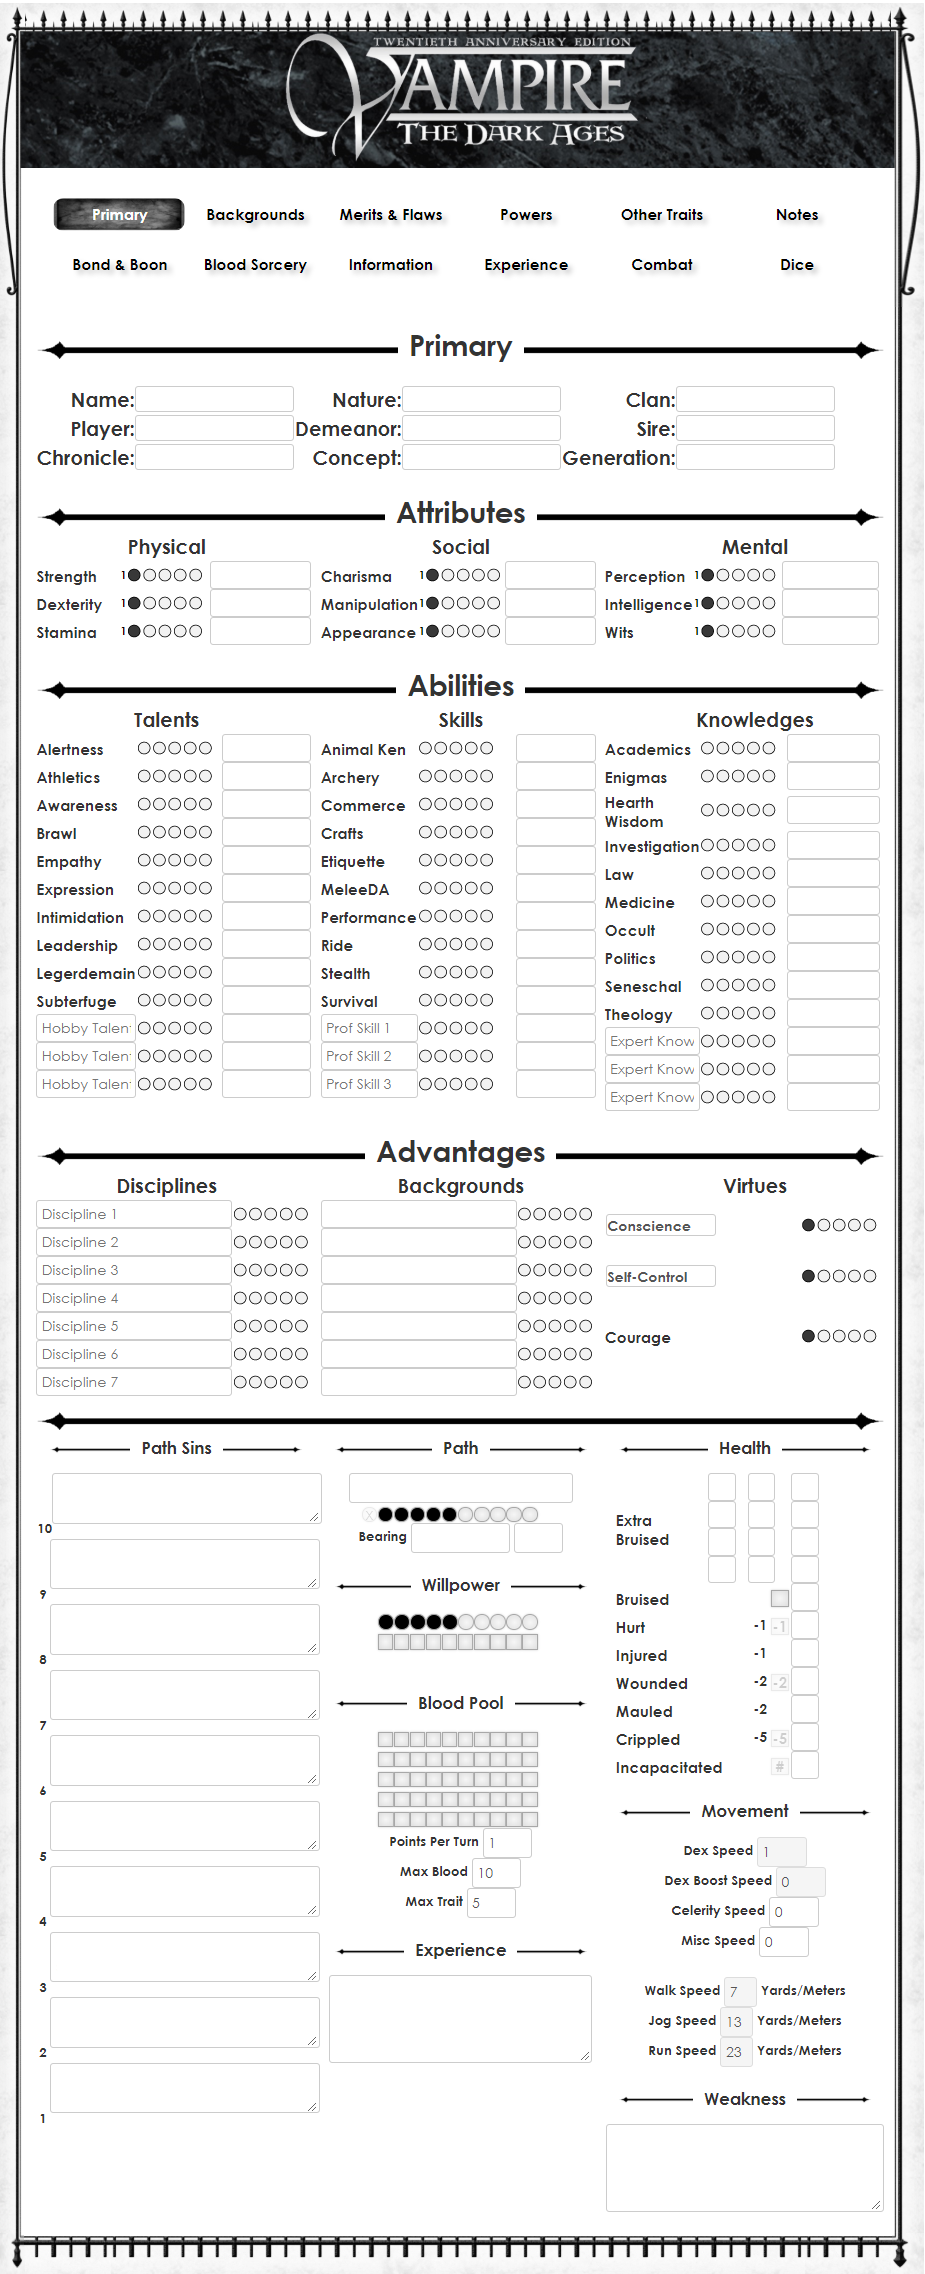 TWENTIETH ANNIVERSARY EDITION
VAMPIRE
THE DARK AGES
Primary Backgrounds Merits & Flaws Powers Other Traits Notes
Bond & Boon Blood Sorcery Information Experience Combat Dice
Primary
Name: Nature: Clan:
Player: Demeanor: Sire:
Chronicle: Concept: Generation:
Attributes
Physical Social Mental
Strength 1 Charisma 1 Perception 1
Dexterity 1 Manipulation 1 Intelligence 1
Stamina 1 Appearance 1 Wits 1
Abilities
Talents Skills Knowledges
Alertness Animal Ken Academics
Athletics Archery Enigmas
Awareness Commerce Hearth Wisdom
Brawl Crafts Investigation
Empathy Etiquette Law
Expression MeleeDA Medicine
Intimidation Performance Occult
Leadership Ride Politics
Legerdemain Stealth Seneschal
Subterfuge Survival Theology
Hobby Talen Prof Skill 1 Expert Know
Hobby Talen Prof Skill 2 Expert Know
Hobby Talen Prof Skill 3 Expert Know
Advantages
Disciplines Backgrounds Virtues
Discipline 1 Conscience
Discipline 2
Discipline 3 Self-Control
Discipline 4
Discipline 5 Courage
Discipline 6
Discipline 7
Path Sins
10
9
8
7
6
5
4
3
2
1
Path
X
Bearing
Willpower
Blood Pool
Points Per Turn 1
Max Blood 10
Max Trait 5
Experience
Health
Extra
Bruised
Bruised
Hurt -1 -1
Injured -1
Wounded -2 -2
Mauled -2
Crippled -5 -5
Incapacitated #
Movement
Dex Speed 1
Dex Boost Speed 0
Celerity Speed 0
Misc Speed 0
Walk Speed 7 Yards/Meters
Jog Speed 13 Yards/Meters
Run Speed 23 Yards/Meters
Weakness